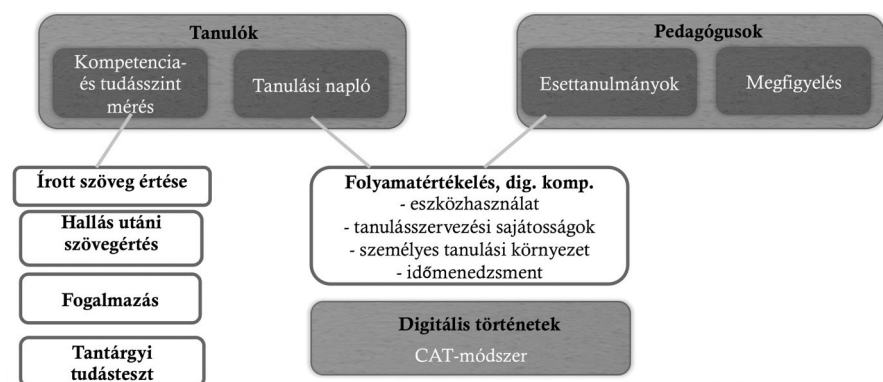 Tanulók
Kompetencia-
és tudásszint
mérés
Tanulási napló
Pedagógusok
Esettanulmányok
Megfigyelés
Írott szöveg értése
Hallás utáni
szövegértés
Fogalmazás
Tantárgyi
tudásteszt
Folyamatértékelés, dig. komp.
- eszközhasználat
- tanulásszervezési sajátosságok
- személyes tanulási környezet
- időmenedzsment
Digitális történetek
CAT-módszer